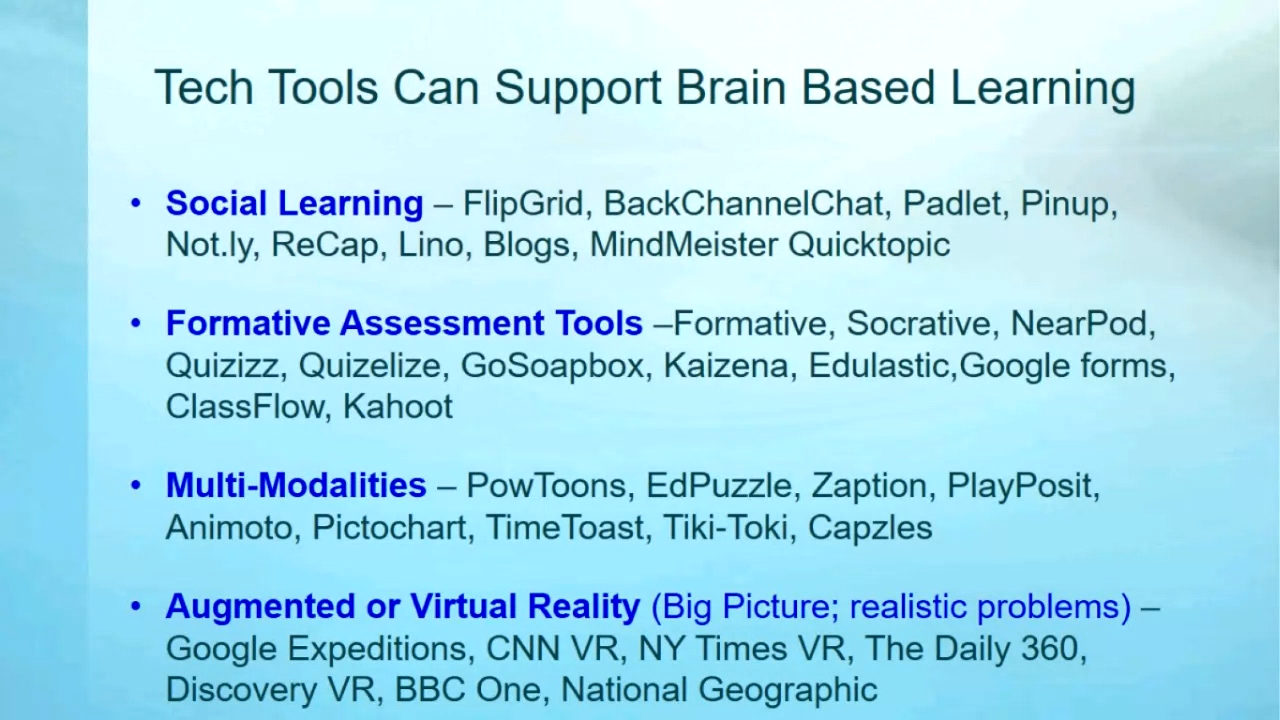 Tech Tools Can Support Brain Based Learning
• Social Learning – FlipGrid, BackChannelChat, Padlet, Pinup,
Not.ly, ReCap, Lino, Blogs, MindMeister Quicktopic
• Formative Assessment Tools –Formative, Socrative, NearPod,
Quizizz, Quizelize, GoSoapbox, Kaizena, Edulastic,Google forms,
ClassFlow, Kahoot
• Multi-Modalities – PowToons, EdPuzzle, Zaption, PlayPosit,
Animoto, Pictochart, TimeToast, Tiki-Toki, Capzles
• Augmented or Virtual Reality (Big Picture; realistic problems) –
Google Expeditions, CNN VR, NY Times VR, The Daily 360,
Discovery VR, BBC One, National Geographic